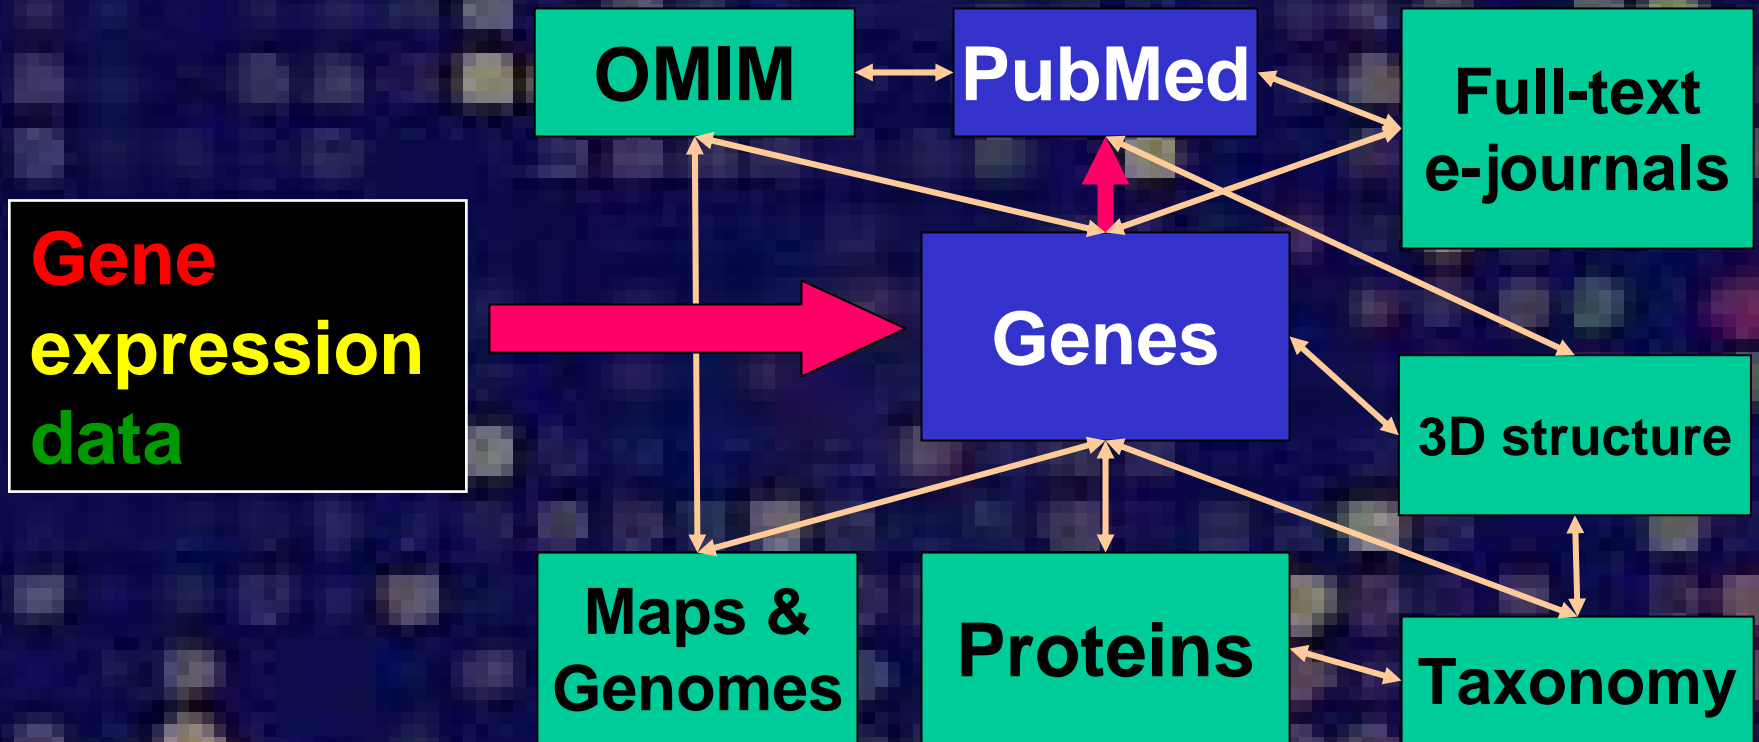 OMIM
PubMed
Full-text
e-journals
Gene
expression
data
Genes
3D structure
Maps &
Genomes
Proteins
Taxonomy